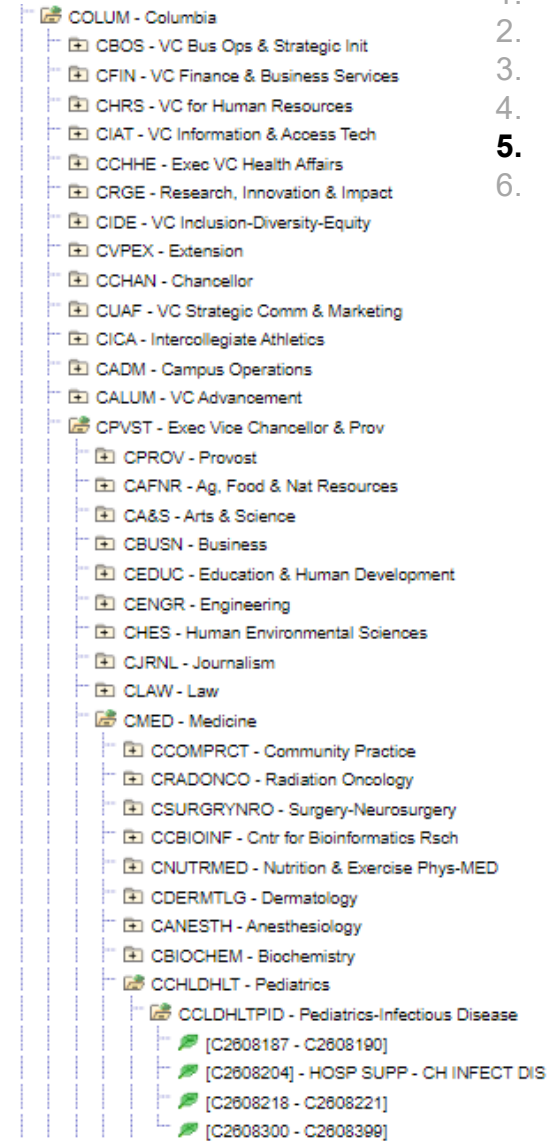 COLUM - Columbia
CBOS - VC Bus Ops & Strategic Init
CFIN - VC Finance & Business Services
CHRS - VC for Human Resources
CIAT - VC Information & Access Tech
CCHHE - Exec VC Health Affairs
CRGE - Research, Innovation & Impact
CIDE - VC Inclusion-Diversity-Equity
CVPEX - Extension
CCHAN - Chancellor
CUAF - VC Strategic Comm & Marketing
CICA - Intercollegiate Athletics
CADM - Campus Operations
CALUM - VC Advancement
CPVST - Exec Vice Chancellor & Prov
CPROV - Provost
CAFNR - Ag, Food & Nat Resources
CA&S - Arts & Science
CBUSN - Business
CEDUC - Education & Human Development
CENGR - Engineering
CHES - Human Environmental Sciences
CJRNL - Journalism
CLAW - Law
CMED - Medicine
CCOMPRCT - Community Practice
CRADONCO - Radiation Oncology
CSURGRYNRO - Surgery-Neurosurgery
CCBIOINF - Cntr for Bioinformatics Rsch
CNUTRMED - Nutrition & Exercise Phys-MED
CDERMTLG - Dermatology
CANESTH - Anesthesiology
CBIOCHEM - Biochemistry
CCHLDHLT - Pediatrics
CCLDHLTPID - Pediatrics-Infectious Disease
[C2608187 - C2608190]
[C2608204] - HOSP SUPP - CH INFECT DIS
[C2608218 - C2608221]
[C2608300 - C2608399]
2.
3.
4.
5.
6.